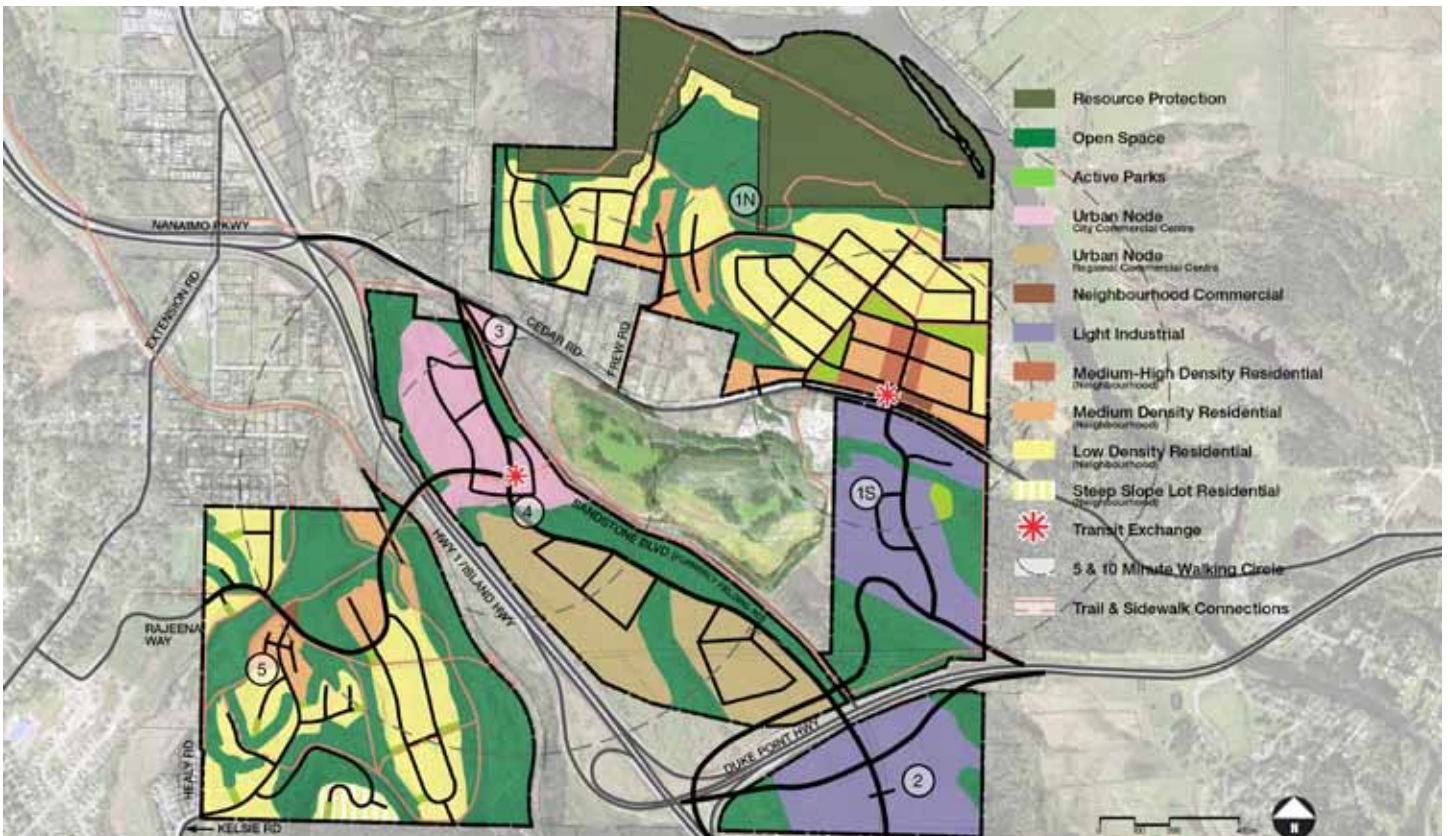 Resource Protection
Open Space
Active Parks
Urban Node
City Commercial Centre
Urban Node
Regional Commercial Centre
Neighbourhood Commercial
Light Industrial
Medium-High Density Residential
(Neighbourhood)
Medium Density Residential
(Neighbourhood)
Low Density Residential
(Neighbourhood)
Steep Slope Lot Residential
(Neighbourhood)
Transit Exchange
5 & 10 Minute Walking Circle
Trail & Sidewalk Connections
1N
NANAIMO PKWY
EXTENSION RD
3
CEDAR RD
FREW RD
1S
4
SANDSTONE BLVD
HWY 1 / ISLAND HWY
RAJEENA
WAY
5
DUKE POINT HWY
2
HEALY RD
KELSIE RD
N